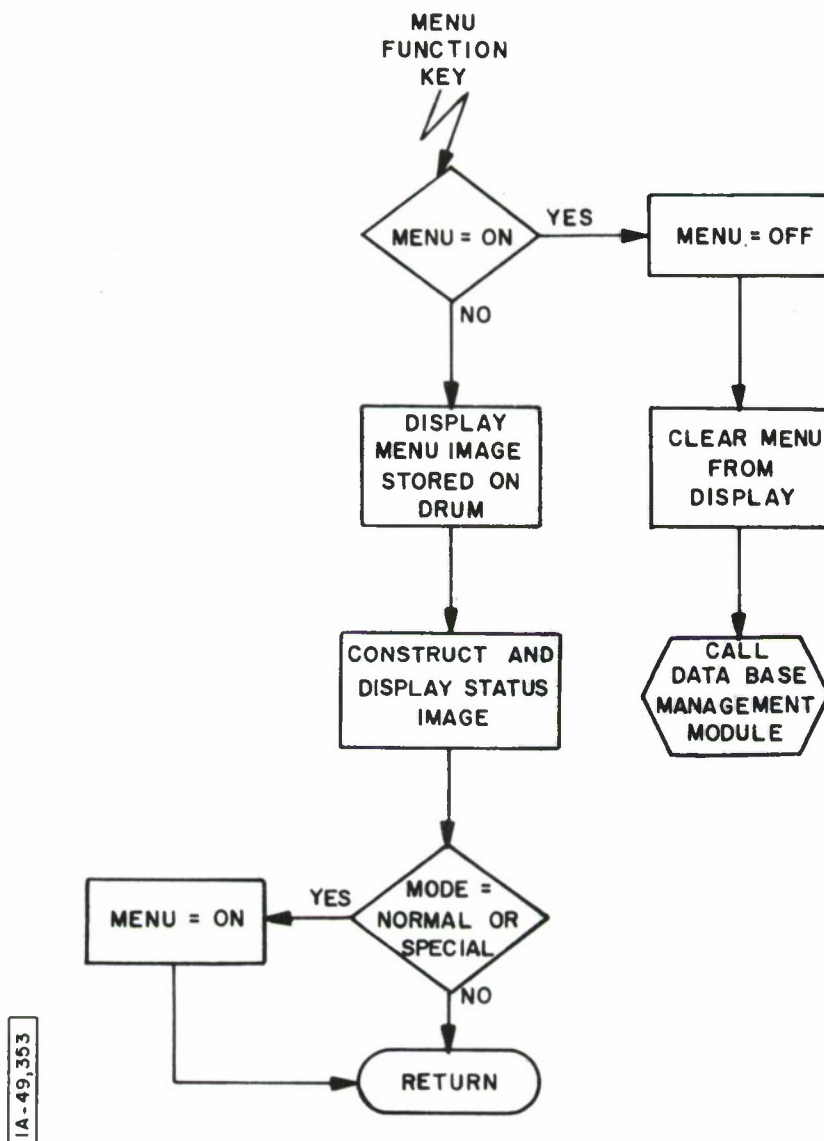 MENU
FUNCTION
KEY
MENU = ON
YES
MENU = OFF
NO
DISPLAY
MENU IMAGE
STORED ON
DRUM
CLEAR MENU
FROM
DISPLAY
CONSTRUCT AND
DISPLAY STATUS
IMAGE
CALL
DATA BASE
MANAGEMENT
MODULE
MODE =
NORMAL OR
SPECIAL
YES
MENU = ON
NO
RETURN
IA-49,353